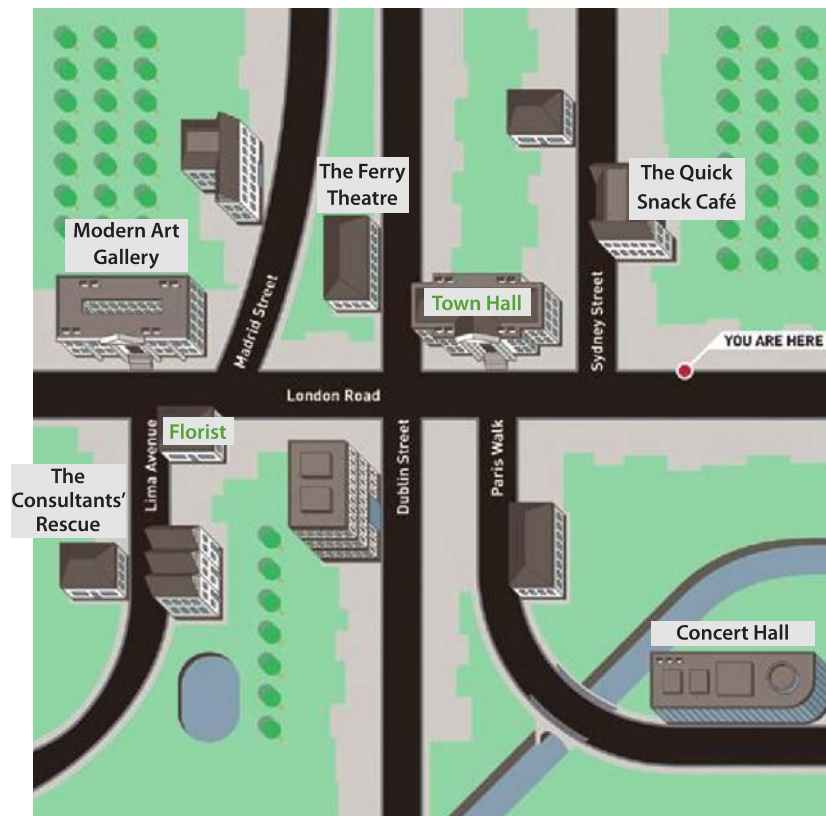 The Ferry
Theatre
The Quick
Snack Café
Modern Art
Gallery
Town Hall
Madrid Street
Sydney Street
YOU ARE HERE
London Road
Florist
Lima Avenue
Dublin Street
Paris Walk
The
Consultants’
Rescue
Concert Hall